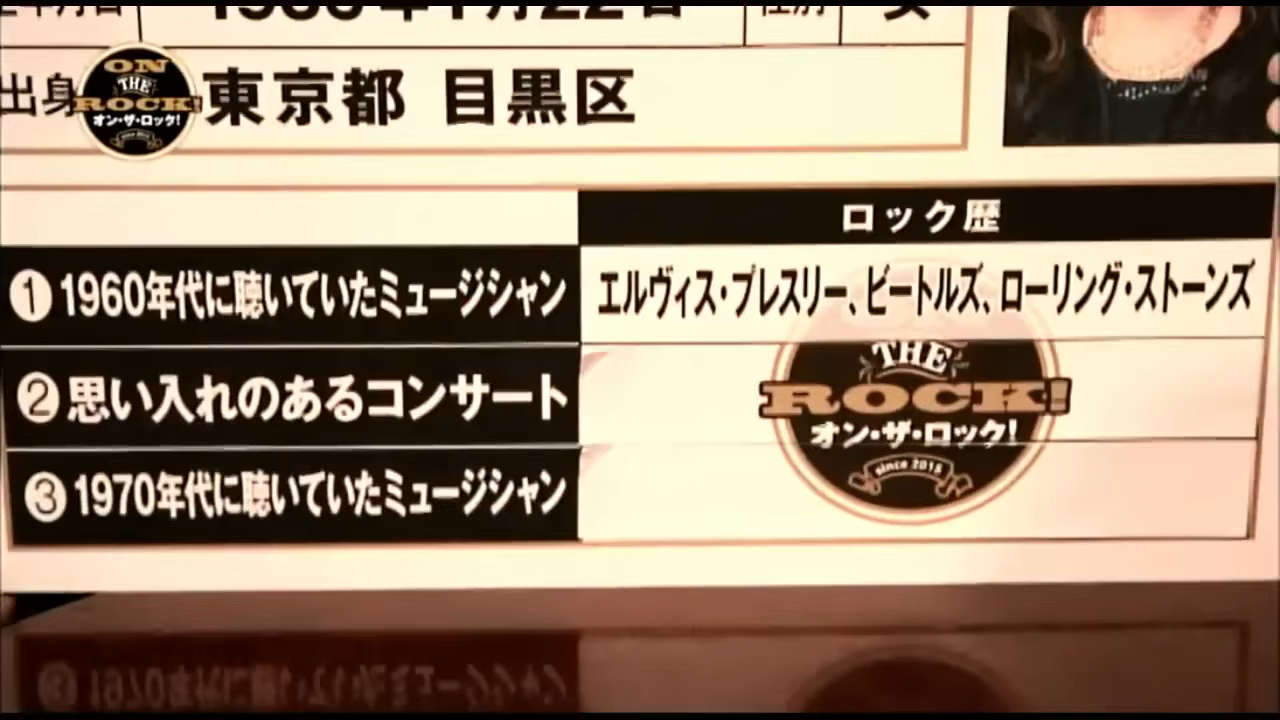 出身
東京都 目黒区
ON
THE
ROCK!
オン・ザ・ロック!
ロック歴
①1960年代に聴いていたミュージシャン
エルヴィス・プレスリー、ビートルズ、ローリング・ストーンズ
②思い入れのあるコンサート
③1970年代に聴いていたミュージシャン
THE
ROCK!
オン・ザ・ロック!
since 2015